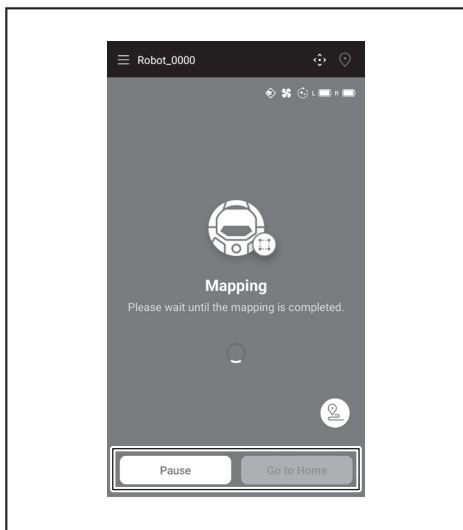 Robot_0000
L R
Mapping
Please wait until the mapping is completed.
Pause Go to Home